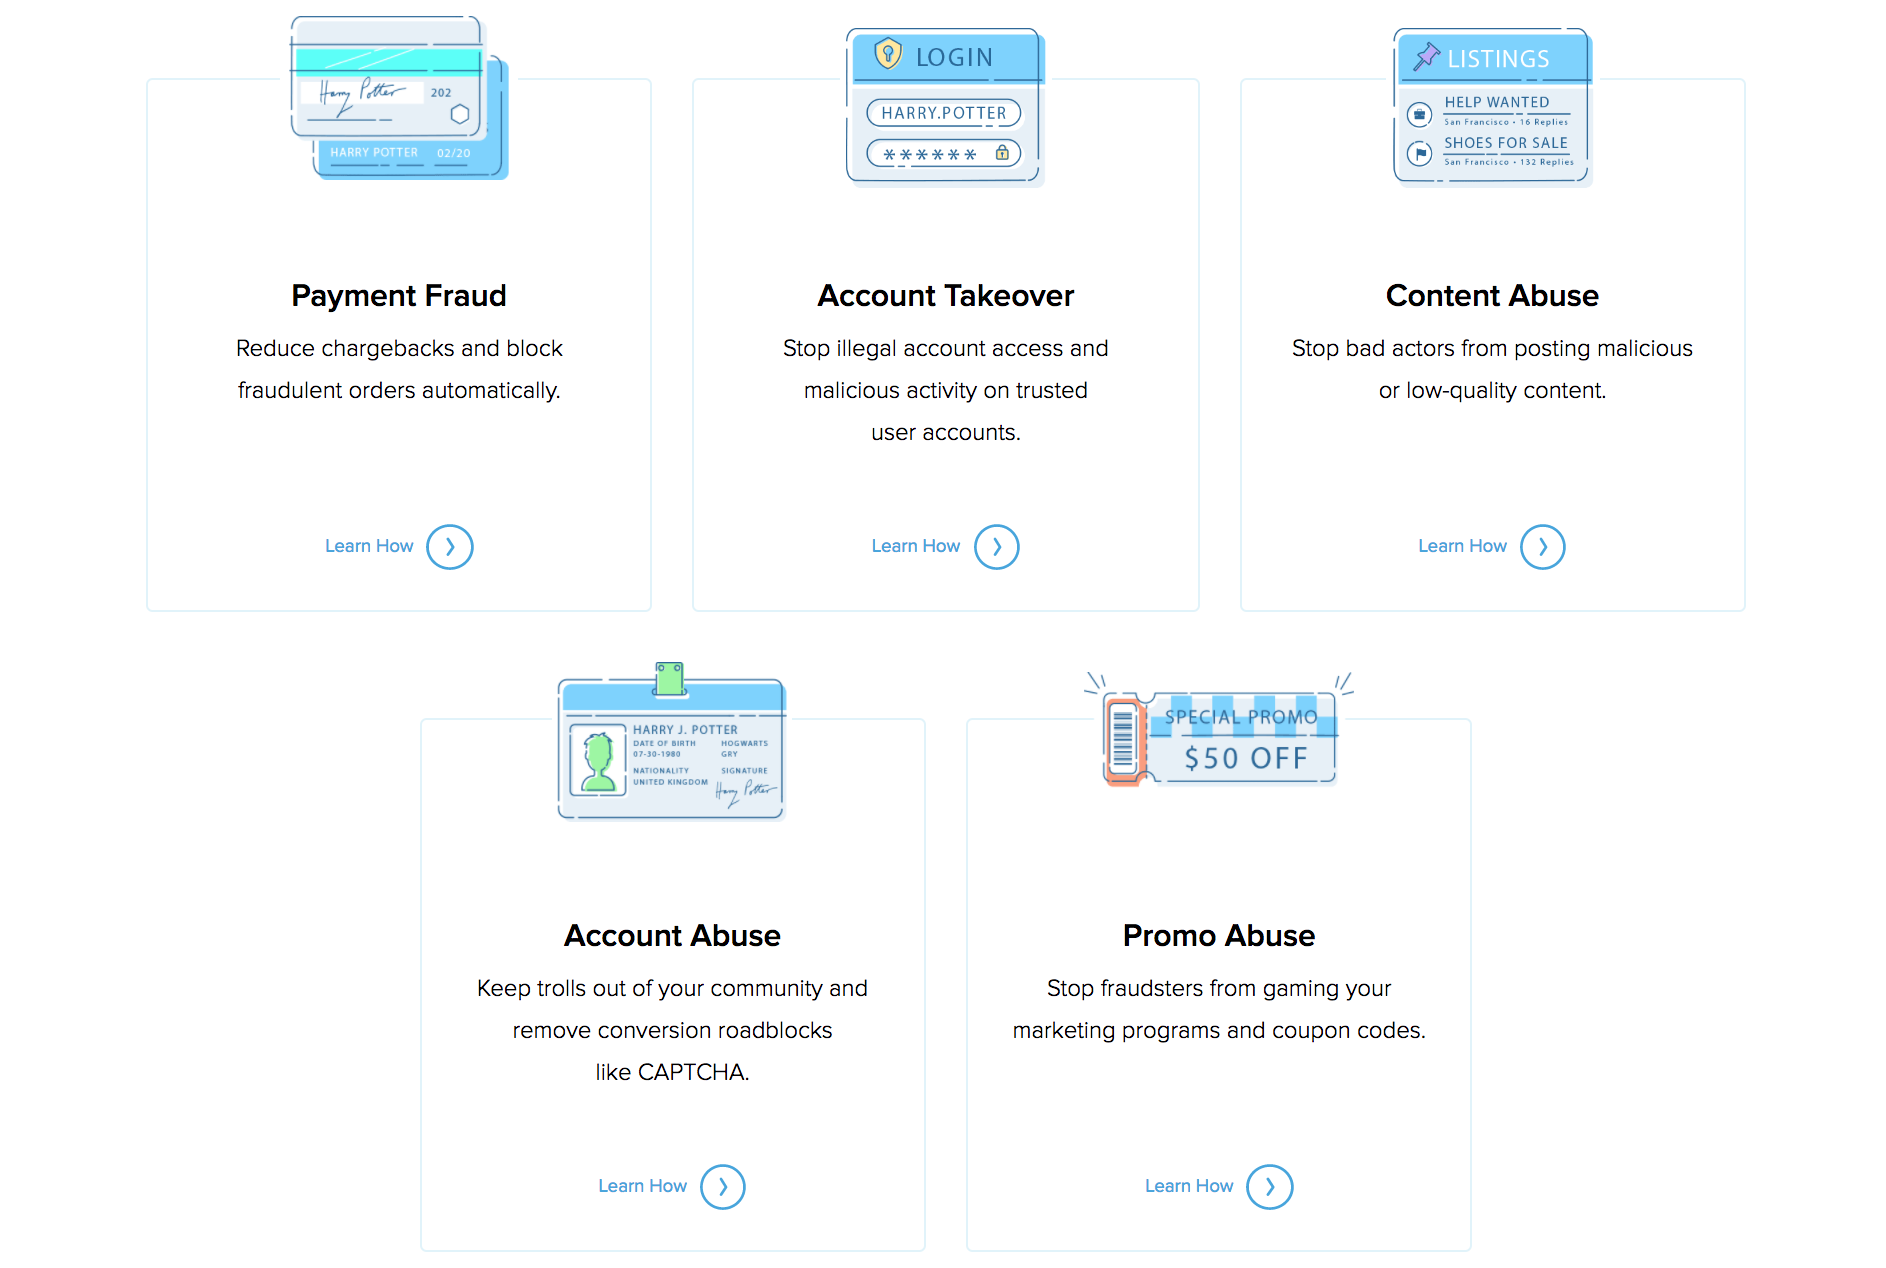 Harry Potter
202
HARRY POTTER 02/20
LOGIN
HARRY.POTTER
******
LISTINGS
HELP WANTED
San Francisco • 16 Replies
SHOES FOR SALE
San Francisco • 132 Replies
Payment Fraud
Reduce chargebacks and block
fraudulent orders automatically.
Learn How
Account Takeover
Stop illegal account access and
malicious activity on trusted
user accounts.
Learn How
Content Abuse
Stop bad actors from posting malicious
or low-quality content.
Learn How
HARRY J. POTTER
DATE OF BIRTH HOGWARTS
07-30-1980 GRY
NATIONALITY SIGNATURE
UNITED KINGDOM
Harry Potter
SPECIAL PROMO
$50 OFF
Account Abuse
Keep trolls out of your community and
remove conversion roadblocks
like CAPTCHA.
Learn How
Promo Abuse
Stop fraudsters from gaming your
marketing programs and coupon codes.
Learn How